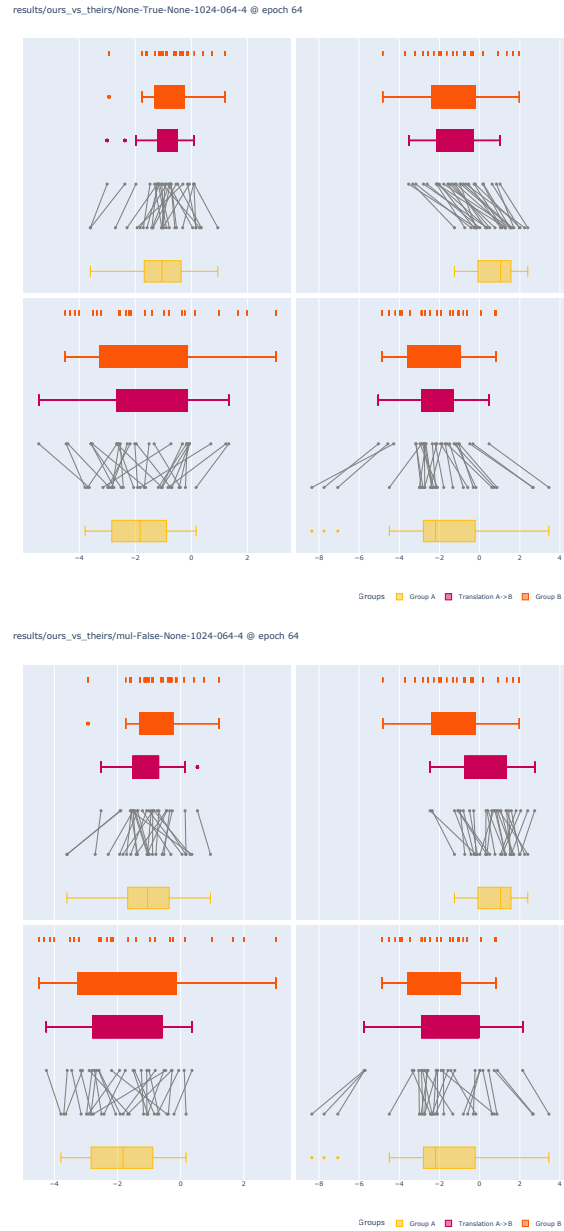 results/ours_vs_theirs/None-True-None-1024-064-4 @ epoch 64
−4 −2 0 2 −8 −6 −4 −2 0 2 4
Groups Group A Translation A->B Group B
results/ours_vs_theirs/mul-False-None-1024-064-4 @ epoch 64
−4 −2 0 2 −8 −6 −4 −2 0 2 4
Groups Group A Translation A->B Group B